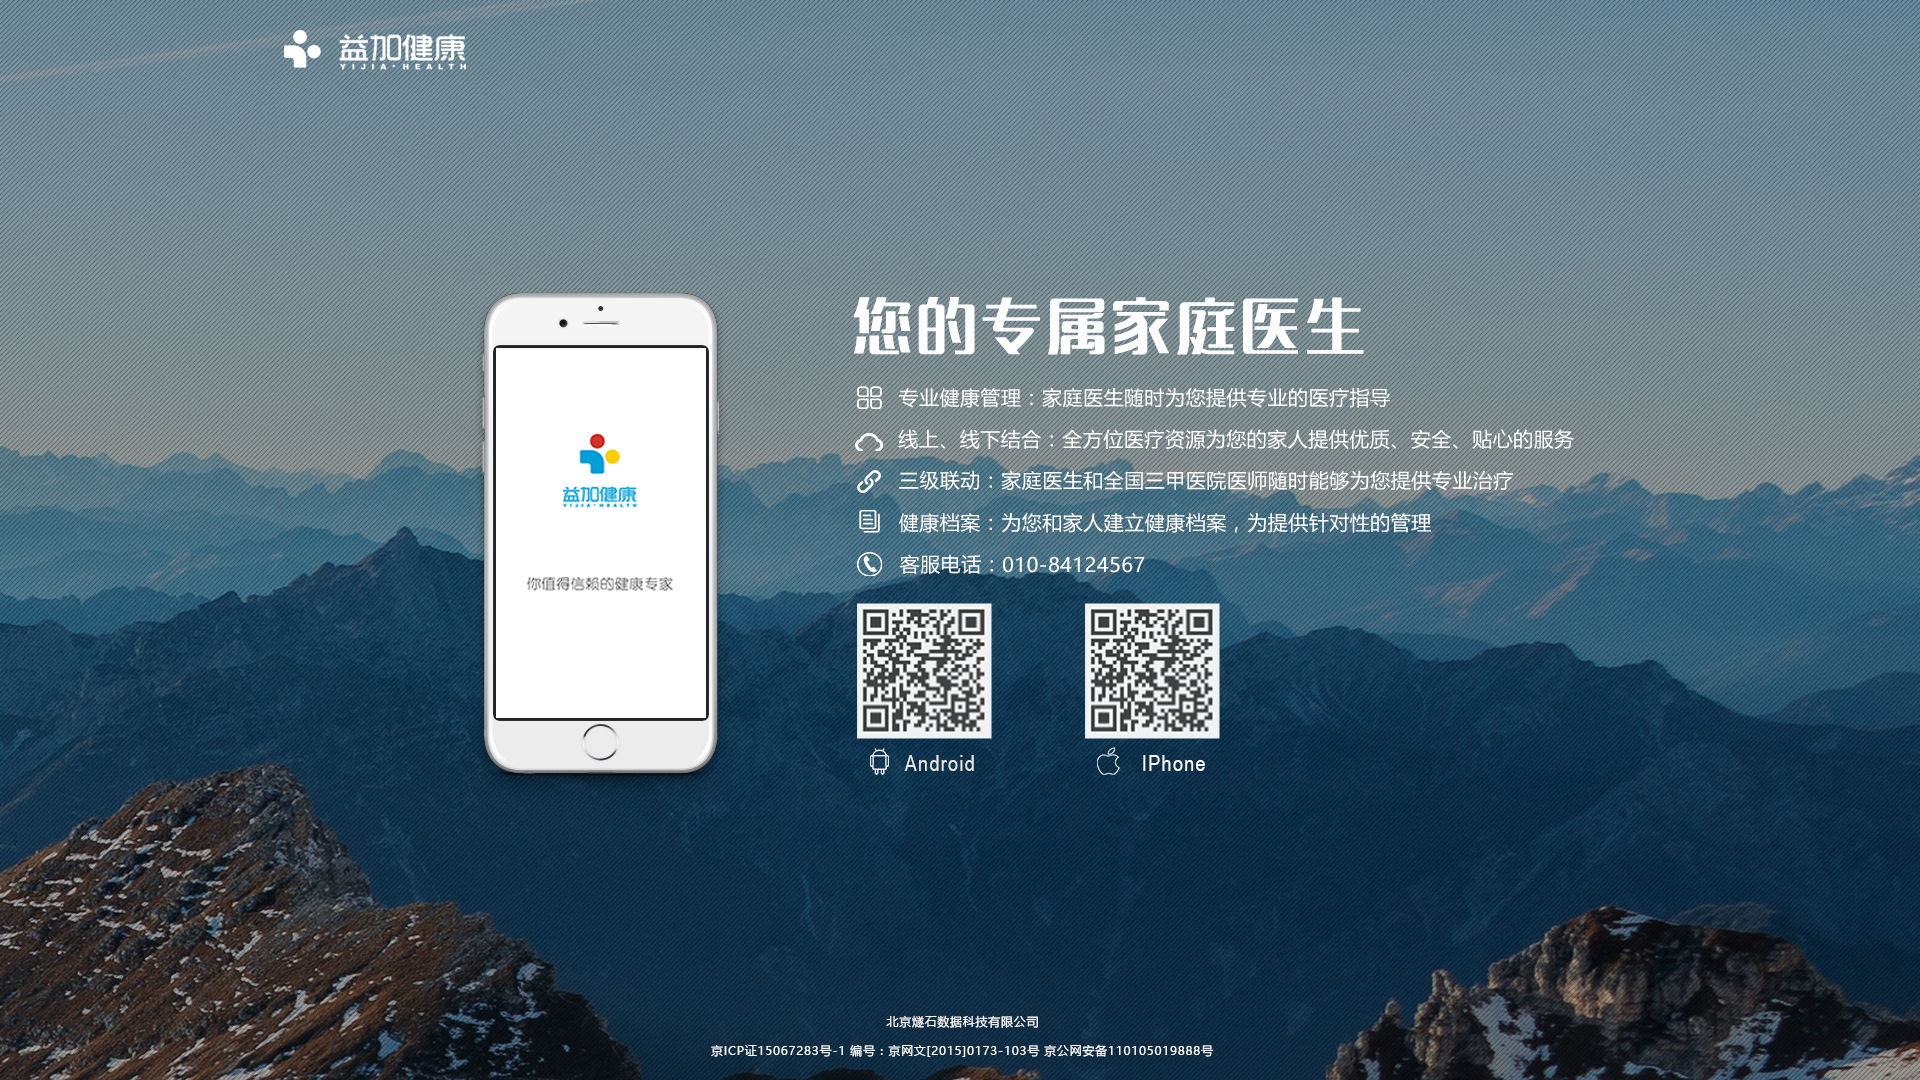 益加健康
YIJIA·HEALTH
您的专属家庭医生
专业健康管理：家庭医生随时为您提供专业的医疗指导
线上、线下结合：全方位医疗资源为您的家人提供优质、安全、贴心的服务
三级联动：家庭医生和全国三甲医院医师随时能够为您提供专业治疗
健康档案：为您和家人建立健康档案，为提供针对性的管理
客服电话：010-84124567
益加健康
YIJIA·HEALTH
你值得信赖的健康专家
Android
IPhone
北京燧石数据科技有限公司
京ICP证15067283号-1 编号：京网文[2015]0173-103号 京公网安备110105019888号